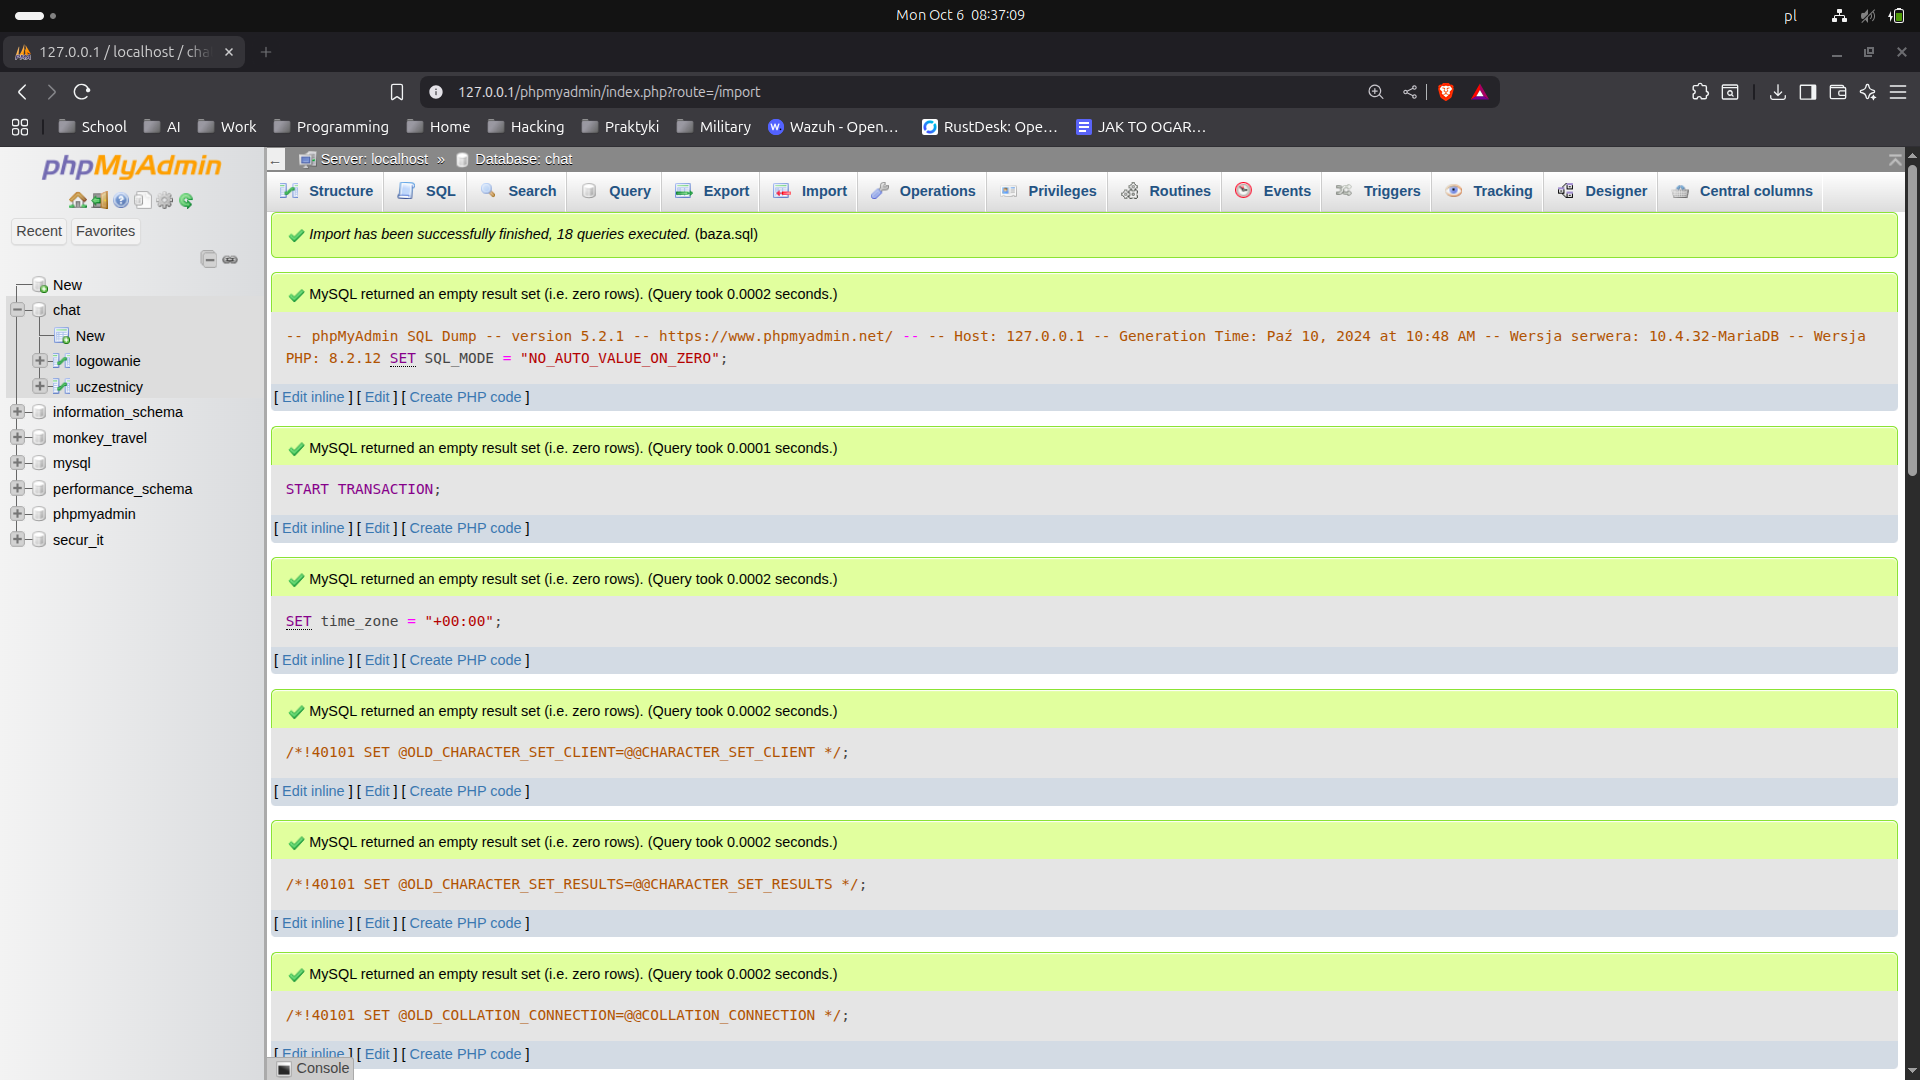 Mon Oct 6 08:37:09
pl
127.0.0.1 / localhost / cha
127.0.0.1/phpmyadmin/index.php?route=/import
School
AI
Work
Programming
Home
Hacking
Praktyki
Military
Wazuh - Open…
RustDesk: Ope…
JAK TO OGAR…
phpMyAdmin
Recent
Favorites
New
chat
New
logowanie
uczestnicy
information_schema
monkey_travel
mysql
performance_schema
phpmyadmin
secur_it
Server: localhost » Database: chat
Structure
SQL
Search
Query
Export
Import
Operations
Privileges
Routines
Events
Triggers
Tracking
Designer
Central columns
Import has been successfully finished, 18 queries executed. (baza.sql)
MySQL returned an empty result set (i.e. zero rows). (Query took 0.0002 seconds.)
-- phpMyAdmin SQL Dump -- version 5.2.1 -- https://www.phpmyadmin.net/ -- -- Host: 127.0.0.1 -- Generation Time: Paź 10, 2024 at 10:48 AM -- Wersja serwera: 10.4.32-MariaDB -- Wersja
PHP: 8.2.12 SET SQL_MODE = "NO_AUTO_VALUE_ON_ZERO";
[ Edit inline ] [ Edit ] [ Create PHP code ]
MySQL returned an empty result set (i.e. zero rows). (Query took 0.0001 seconds.)
START TRANSACTION;
[ Edit inline ] [ Edit ] [ Create PHP code ]
MySQL returned an empty result set (i.e. zero rows). (Query took 0.0002 seconds.)
SET time_zone = "+00:00";
[ Edit inline ] [ Edit ] [ Create PHP code ]
MySQL returned an empty result set (i.e. zero rows). (Query took 0.0002 seconds.)
/*!40101 SET @OLD_CHARACTER_SET_CLIENT=@@CHARACTER_SET_CLIENT */;
[ Edit inline ] [ Edit ] [ Create PHP code ]
MySQL returned an empty result set (i.e. zero rows). (Query took 0.0002 seconds.)
/*!40101 SET @OLD_CHARACTER_SET_RESULTS=@@CHARACTER_SET_RESULTS */;
[ Edit inline ] [ Edit ] [ Create PHP code ]
MySQL returned an empty result set (i.e. zero rows). (Query took 0.0002 seconds.)
/*!40101 SET @OLD_COLLATION_CONNECTION=@@COLLATION_CONNECTION */;
[ Edit inline ] [ Edit ] [ Create PHP code ]
Console